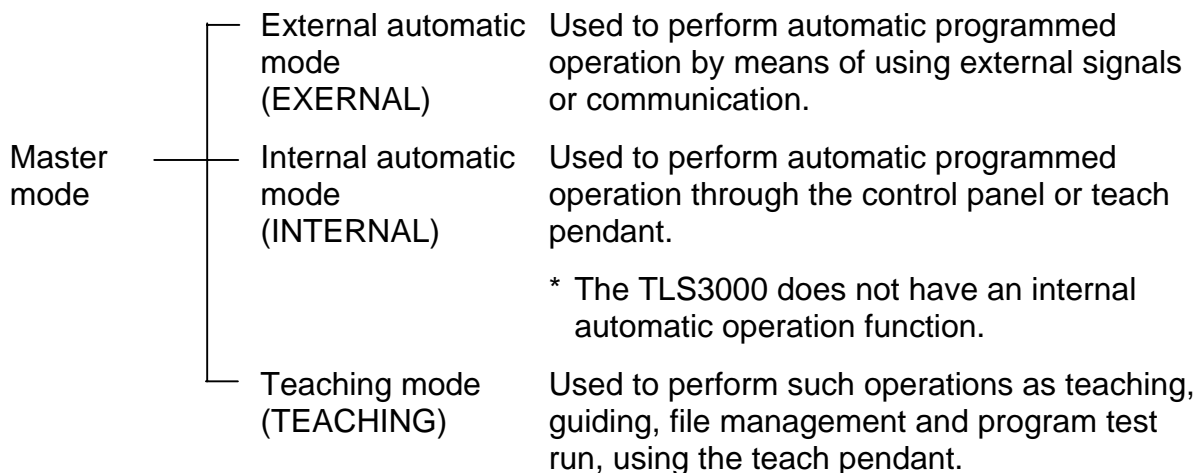 Master
mode
External automatic
mode
(EXERNAL)
Used to perform automatic programmed
operation by means of using external signals
or communication.
Internal automatic
mode
(INTERNAL)
Used to perform automatic programmed
operation through the control panel or teach
pendant.
* The TLS3000 does not have an internal
automatic operation function.
Teaching mode
(TEACHING)
Used to perform such operations as teaching,
guiding, file management and program test
run, using the teach pendant.